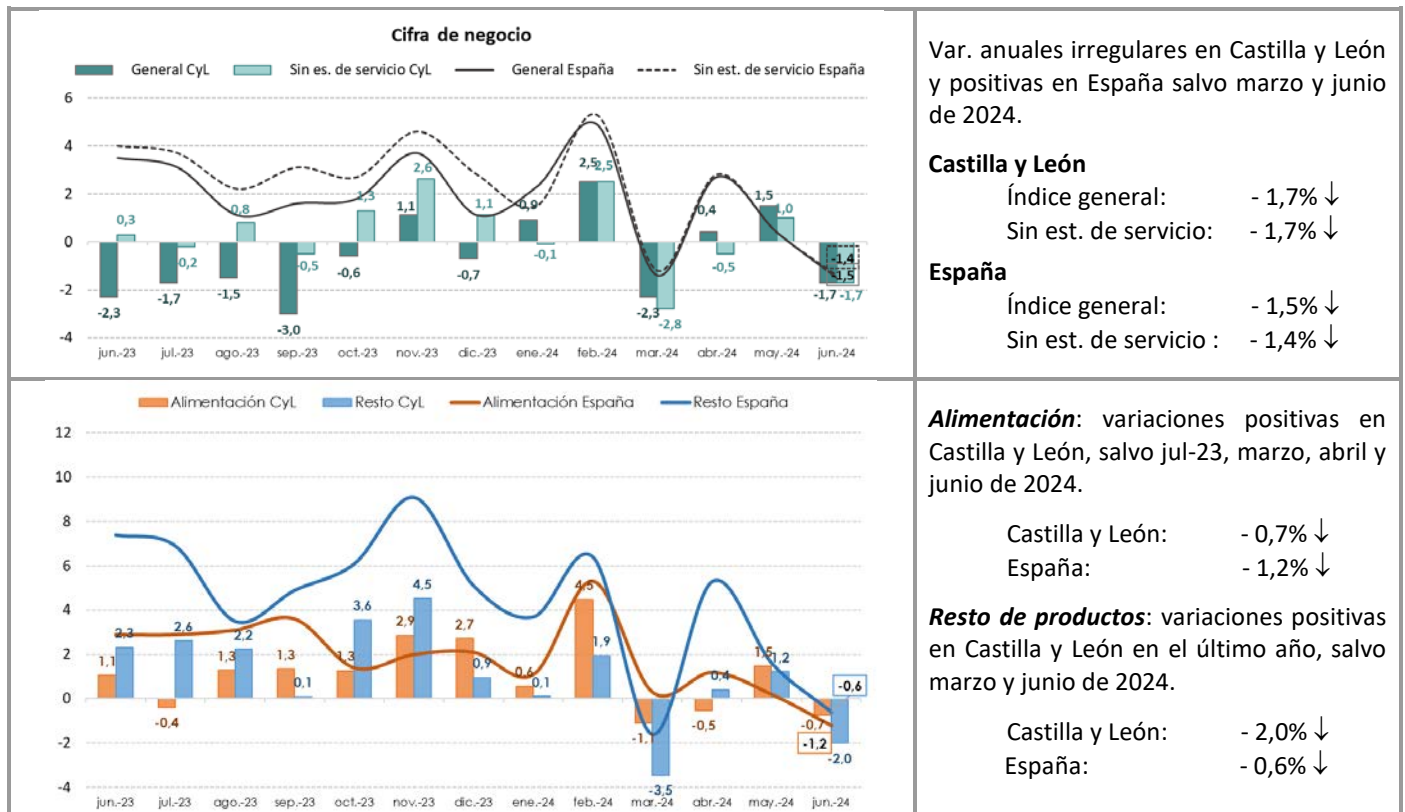 Cifra de negocio
General CyL Sin es. de servicio CyL General España Sin est. de servicio España
6
4
2
0
-2
-4
0,3
-2,3
-0,2
-1,7
0,8
-1,5
-0,5
-3,0
1,3
-0,6
1,1
2,6
1,1
-0,7
0,9
-0,1
2,5
2,5
-2,3
-2,8
0,4
-0,5
1,5
1,0
-1,4
-1,5
-1,7
-1,7
jun.-23 jul.-23 ago.-23 sep.-23 oct.-23 nov.-23 dic.-23 ene.-24 feb.-24 mar.-24 abr.-24 may.-24 jun.-24
Var. anuales irregulares en Castilla y León
y positivas en España salvo marzo y junio
de 2024.
Castilla y León
Índice general: - 1,7% ↓
Sin est. de servicio: - 1,7% ↓
España
Índice general: - 1,5% ↓
Sin est. de servicio : - 1,4% ↓
Alimentación CyL Resto CyL Alimentación España Resto España
12
10
8
6
4
2
0
-2
-4
1,1
2,3
-0,4
2,6
1,3
2,2
1,3
0,1
1,3
3,6
2,9
4,5
2,7
0,9
0,6
0,1
4,5
1,9
-1,1
-3,5
-0,5
0,4
1,5
1,2
-0,6
-0,7
-1,2
-2,0
jun.-23 jul.-23 ago.-23 sep.-23 oct.-23 nov.-23 dic.-23 ene.-24 feb.-24 mar.-24 abr.-24 may.-24 jun.-24
Alimentación: variaciones positivas en
Castilla y León, salvo jul-23, marzo, abril y
junio de 2024.
Castilla y León: - 0,7% ↓
España: - 1,2% ↓
Resto de productos: variaciones positivas
en Castilla y León en el último año, salvo
marzo y junio de 2024.
Castilla y León: - 2,0% ↓
España: - 0,6% ↓